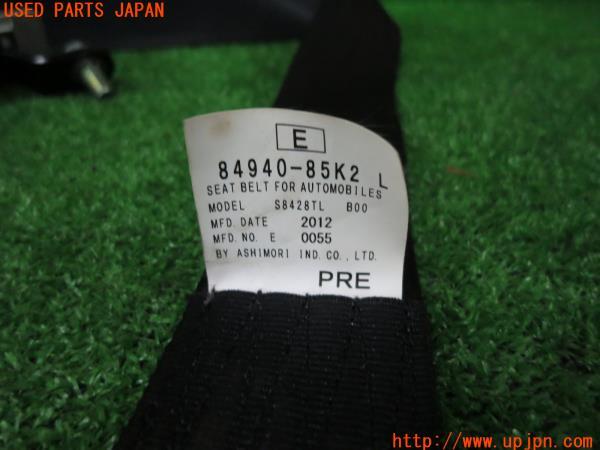 USED PARTS JAPAN
E
84940-85K2 L
SEAT BELT FOR AUTOMOBILES
MODEL S8428TL B00
MFD. DATE 2012
MFD. NO. E 0055
BY ASHIMORI IND. CO., LTD.
PRE
http://www.upjpn.com/